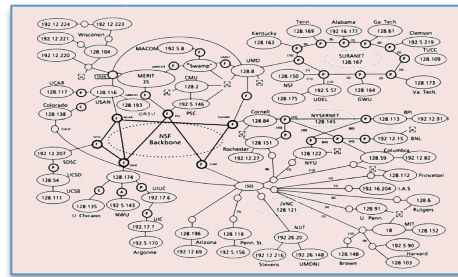 192 12 224
192 12 223
Wisconsin
192 12 221
128 104
192 12 220
MACOM
192 5 8
"Swamp"
UMD
128 8
CMU
128 2
192 5 146
PSC
MERIT
35
UCAR
128 117
128 116
USAN
128 193
Colorado
128 138
NSF
Backbone
192 12 207
SDSC
UCSD
128 54
UCSB
128 111
128 174
UIUC
192 17 6
128 135
U. Chicago
192 5 143
NWU
UIC
192 17 7
192 5 170
Argonne
Tenn.
128 169
Alabama
192 16 177
Ga. Tech
128 61
Clemson
192 5 219
Kentucky
128 163
SURANET
128 167
TUCC
128 109
128 150
NSF
128 175
192 5 57
UDEL
128 164
GWU
128 173
Va. Tech.
Cornell
128 84
NYSERNET
128 145
128 113
RPI
192 12 91
192 12 15
BNL
128 151
Rochester
192 12 27
128 122
NYU
Columbia
128 59
192 12 82
128 112
Princeton
192 16 204
I.A.S.
128 6
Rutgers
128 91
U. Penn.
JVNC
128 121
MIT
18
128 152
192 5 90
Harvard
128 103
128 148
Brown
NJIT
192 26 20
192 12 216
Stevens
192 26 148
UMDNJ
128 118
Penn. St.
192 5 156
128 196
Arizona
192 12 69